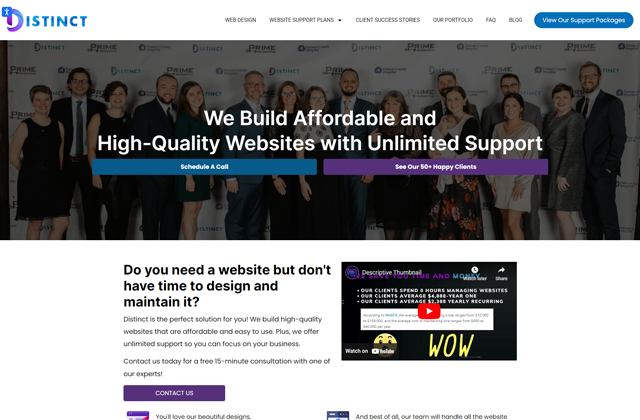 DISTINCT
WEB DESIGN
WEBSITE SUPPORT PLANS
CLIENT SUCCESS STORIES
OUR PORTFOLIO
FAQ
BLOG
View Our Support Packages
We Build Affordable and
High-Quality Websites with Unlimited Support
Schedule A Call
See Our 50+ Happy Clients
Do you need a website but don't
have time to design and
maintain it?
Distinct is the perfect solution for you! We build high-quality
websites that are affordable and easy to use. Plus, we offer
unlimited support so you can focus on your business.
Contact us today for a free 15-minute consultation with one of
our experts!
CONTACT US
Descriptive Thumbnail
Watch later
Share
WE SAVE YOU TIME AND MONEY
• OUR CLIENTS SPEND 0 HOURS MANAGING WEBSITES
• OUR CLIENTS AVERAGE $4,888-YEAR ONE
• OUR CLIENTS AVERAGE $2,388 YEARLY RECURRING
WOW
Watch on YouTube
You'll love our beautiful designs,
And best of all, our team will handle all the website